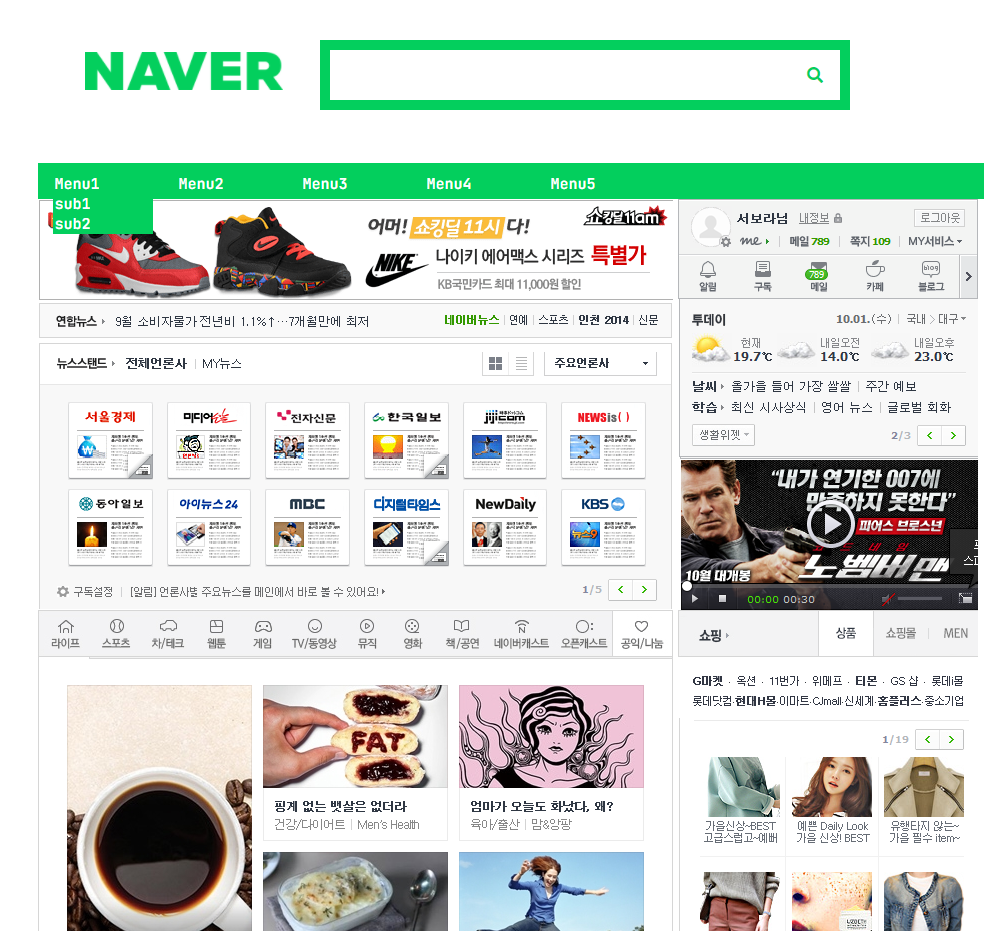 NAVER
Menu1 Menu2 Menu3 Menu4 Menu5
sub1
sub2
어머! 쇼킹딜 11시 다!
쇼킹딜 11am
NIKE
나이키 에어맥스 시리즈 특별가
KB국민카드 최대 11,000원 할인
서보라님 내정보 로그아웃
me 메일 789 쪽지 109 MY서비스
789
알림 구독 메일 카페 블로그
연합뉴스 9월 소비자물가 전년비 1.1%↑…7개월만에 최저
네이버뉴스 연예 스포츠 인천 2014 신문
투데이 10.01.(수) 국내 대구
현재 19.7℃ 내일오전 14.0℃ 내일오후 23.0℃
날씨 올가을 들어 가장 쌀쌀 주간 예보
학습 최신 시사상식 영어 뉴스 글로벌 회화
생활위젯 2/3
뉴스스탠드 전체언론사 MY뉴스 주요언론사
서울경제 미디어오늘 전자신문 한국일보 jiji.com NEWSis( )
동아일보 아이뉴스24 MBC 디지털타임스 NewDaily KBS
뉴스9
구독설정 [알림] 언론사별 주요뉴스를 메인에서 바로 볼 수 있어요! 1/5
“내가 연기한 007에
만족하지 못한다”
피어스 브로스넌
노벰버 맨
10월 대개봉
00:00 00:30
라이프 스포츠 차/테크 웹툰 게임 TV/동영상 뮤직 영화 책/공연 네이버캐스트 오픈캐스트 공익/나눔
쇼핑 상품 쇼핑몰 MEN
G마켓 · 옥션 · 11번가 · 위메프 · 티몬 · GS 샵 · 롯데i몰
롯데닷컴·현대H몰·이마트·CJmall·신세계·홈플러스·중소기업
1/19
FAT
핑계 없는 뱃살은 없더라
건강/다이어트 Men's Health
엄마가 오늘도 화났다, 왜?
육아/출산 맘&앙팡
가을신상~BEST
고급스럽고~예뻐
예쁜 Daily Look
가을 신상! BEST
유행타지 않는~
가을 필수 item~